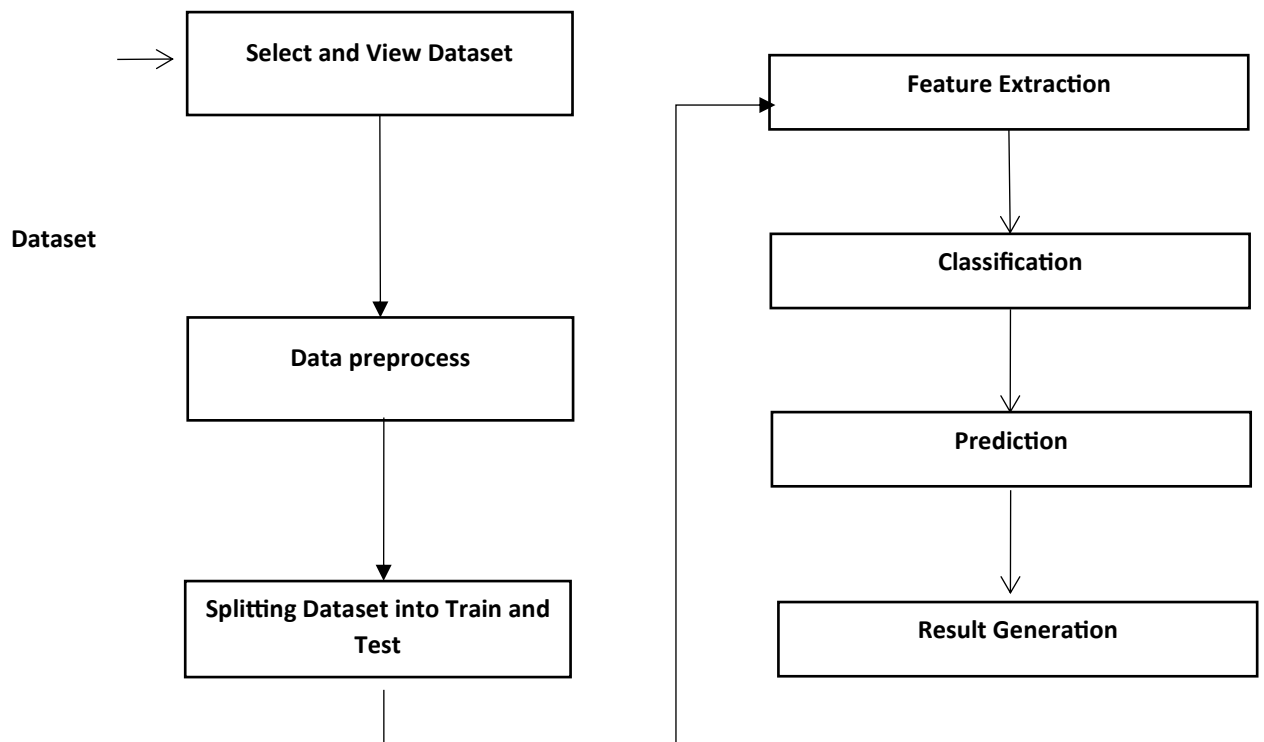 Select and View Dataset
Dataset
Data preprocess
Splitting Dataset into Train and
Test
Feature Extraction
Classification
Prediction
Result Generation